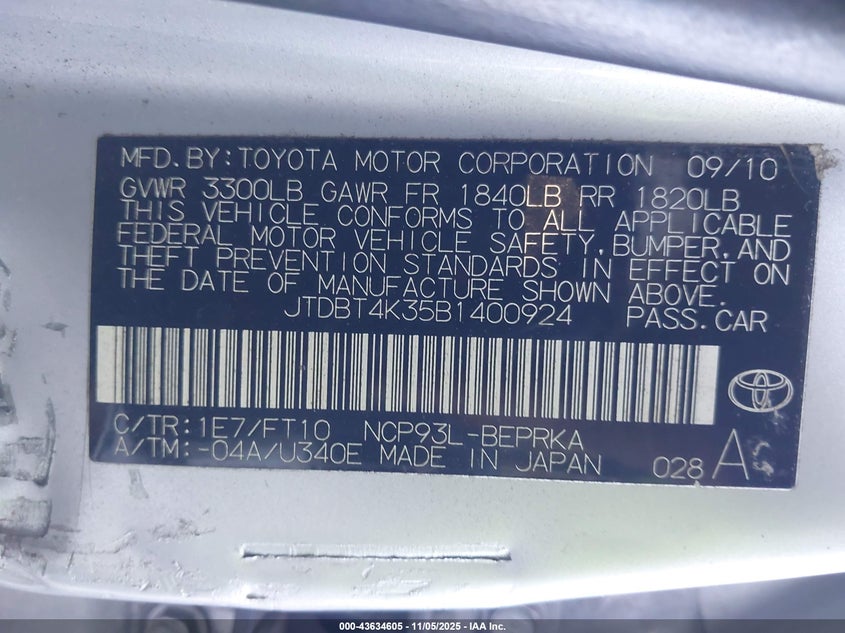 MFD.BY:TOYOTA MOTOR CORPORATION 09/10
GVWR 3300LB GAWR FR 1840LB RR 1820LB
THIS VEHICLE CONFORMS TO ALL APPLICABLE
FEDERAL MOTOR VEHICLE SAFETY,BUMPER,AND
THEFT PREVENTION STANDARDS IN EFFECT ON
THE DATE OF MANUFACTURE SHOWN ABOVE.
JTDBT4K35B1400924 PASS.CAR
C/TR:1E7/FT10 NCP93L-BEPRKA
A/TM:-04A/U340E MADE IN JAPAN 028 A
000-43634605 | 11/05/2025 - IAA Inc.